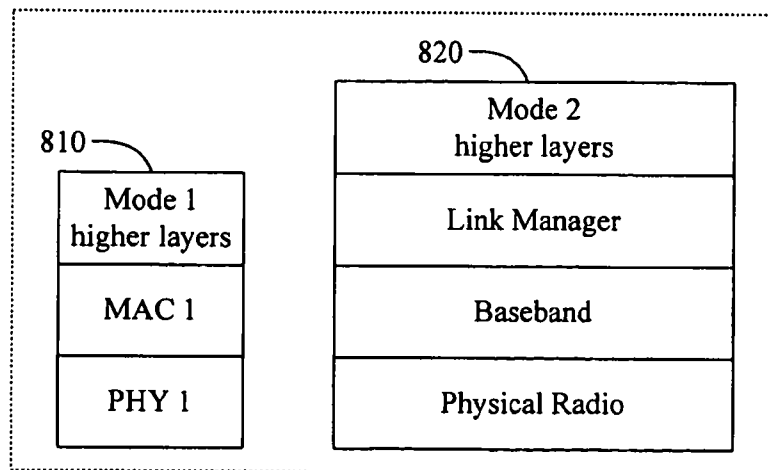 820
Mode 2
higher layers
810
Mode 1
higher layers
Link Manager
MAC 1
Baseband
PHY 1
Physical Radio